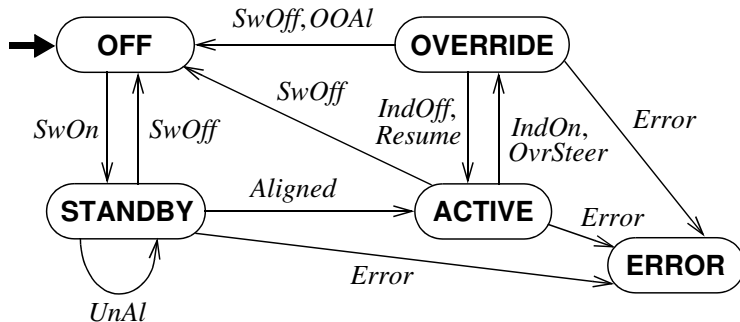 SwOff, OOAl
OFF
OVERRIDE
SwOff
SwOn
SwOff
IndOff,
Resume
IndOn,
OvrSteer
Error
Aligned
STANDBY
ACTIVE
Error
Error
ERROR
UnAl